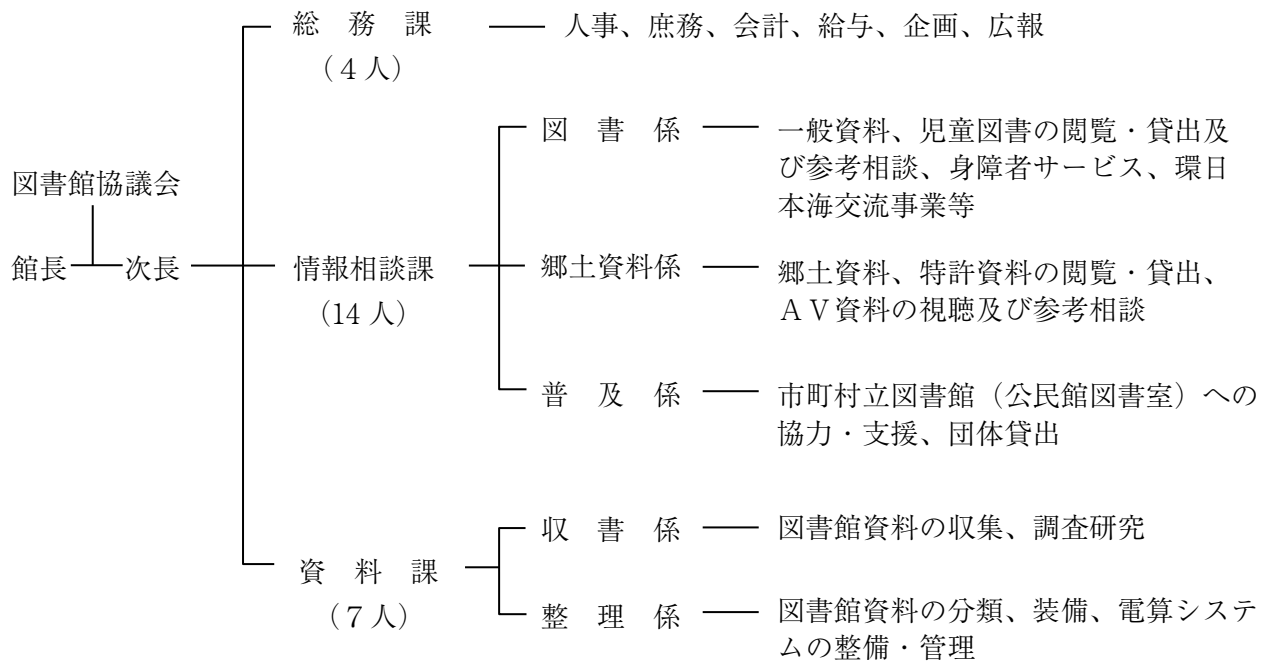 総務課
人事、庶務、会計、給与、企画、広報
（４人）
図書係
一般資料、児童図書の閲覧・貸出及
び参考相談、身障者サービス、環日
本海交流事業等
図書館協議会
館長
次長
情報相談課
（14人）
郷土資料係
郷土資料、特許資料の閲覧・貸出、
ＡＶ資料の視聴及び参考相談
普及係
市町村立図書館（公民館図書室）への
協力・支援、団体貸出
資料課
（７人）
収書係
図書館資料の収集、調査研究
整理係
図書館資料の分類、装備、電算システ
ムの整備・管理